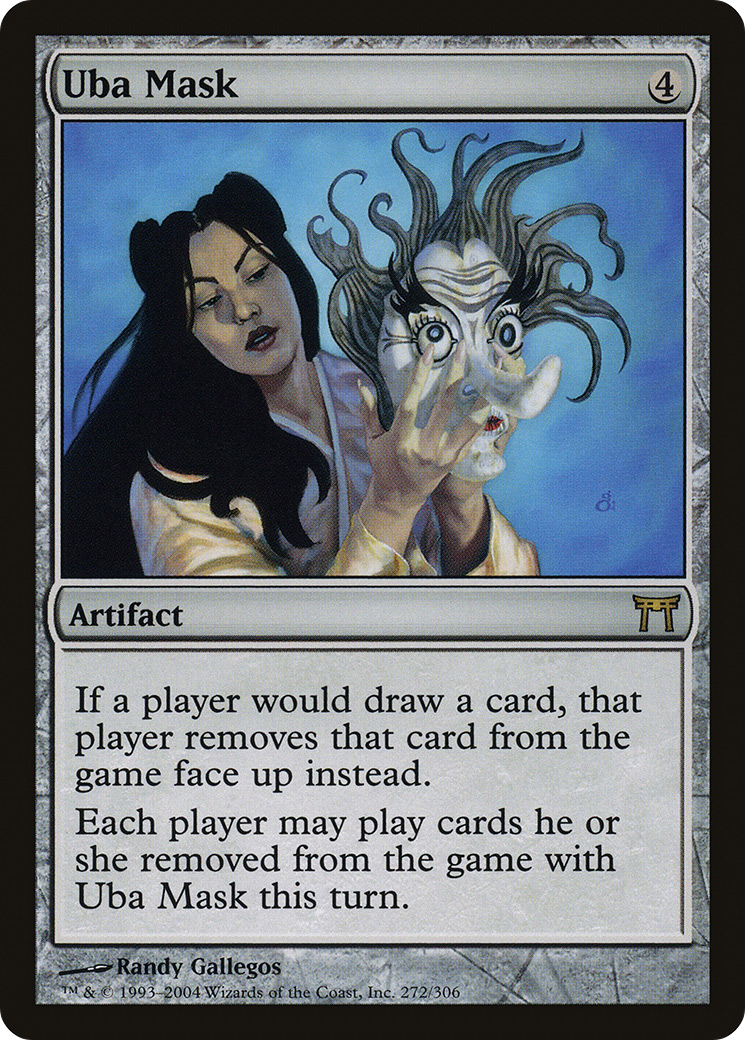 Uba Mask 4
Artifact
If a player would draw a card, that
player removes that card from the
game face up instead.
Each player may play cards he or
she removed from the game with
Uba Mask this turn.
Randy Gallegos
™ & © 1993–2004 Wizards of the Coast, Inc. 272/306